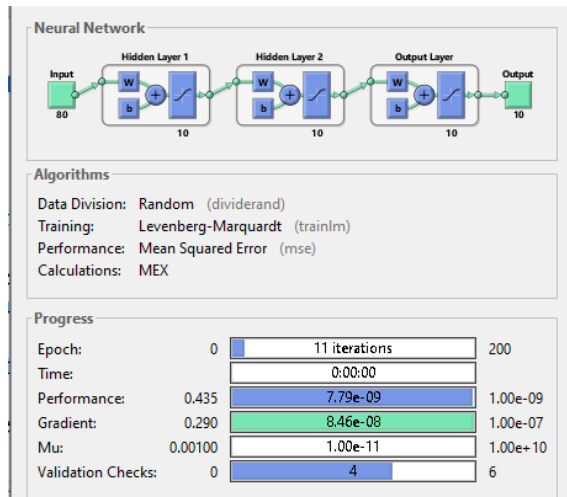 Neural Network
Hidden Layer 1 Hidden Layer 2 Output Layer
Input Output
W W W
b b b
80 10
10 10 10
Algorithms
Data Division: Random (dividerand)
Training: Levenberg-Marquardt (trainlm)
Performance: Mean Squared Error (mse)
Calculations: MEX
Progress
Epoch: 0 11 iterations 200
Time: 0:00:00
Performance: 0.435 7.79e-09 1.00e-09
Gradient: 0.290 8.46e-08 1.00e-07
Mu: 0.00100 1.00e-11 1.00e+10
Validation Checks: 0 4 6